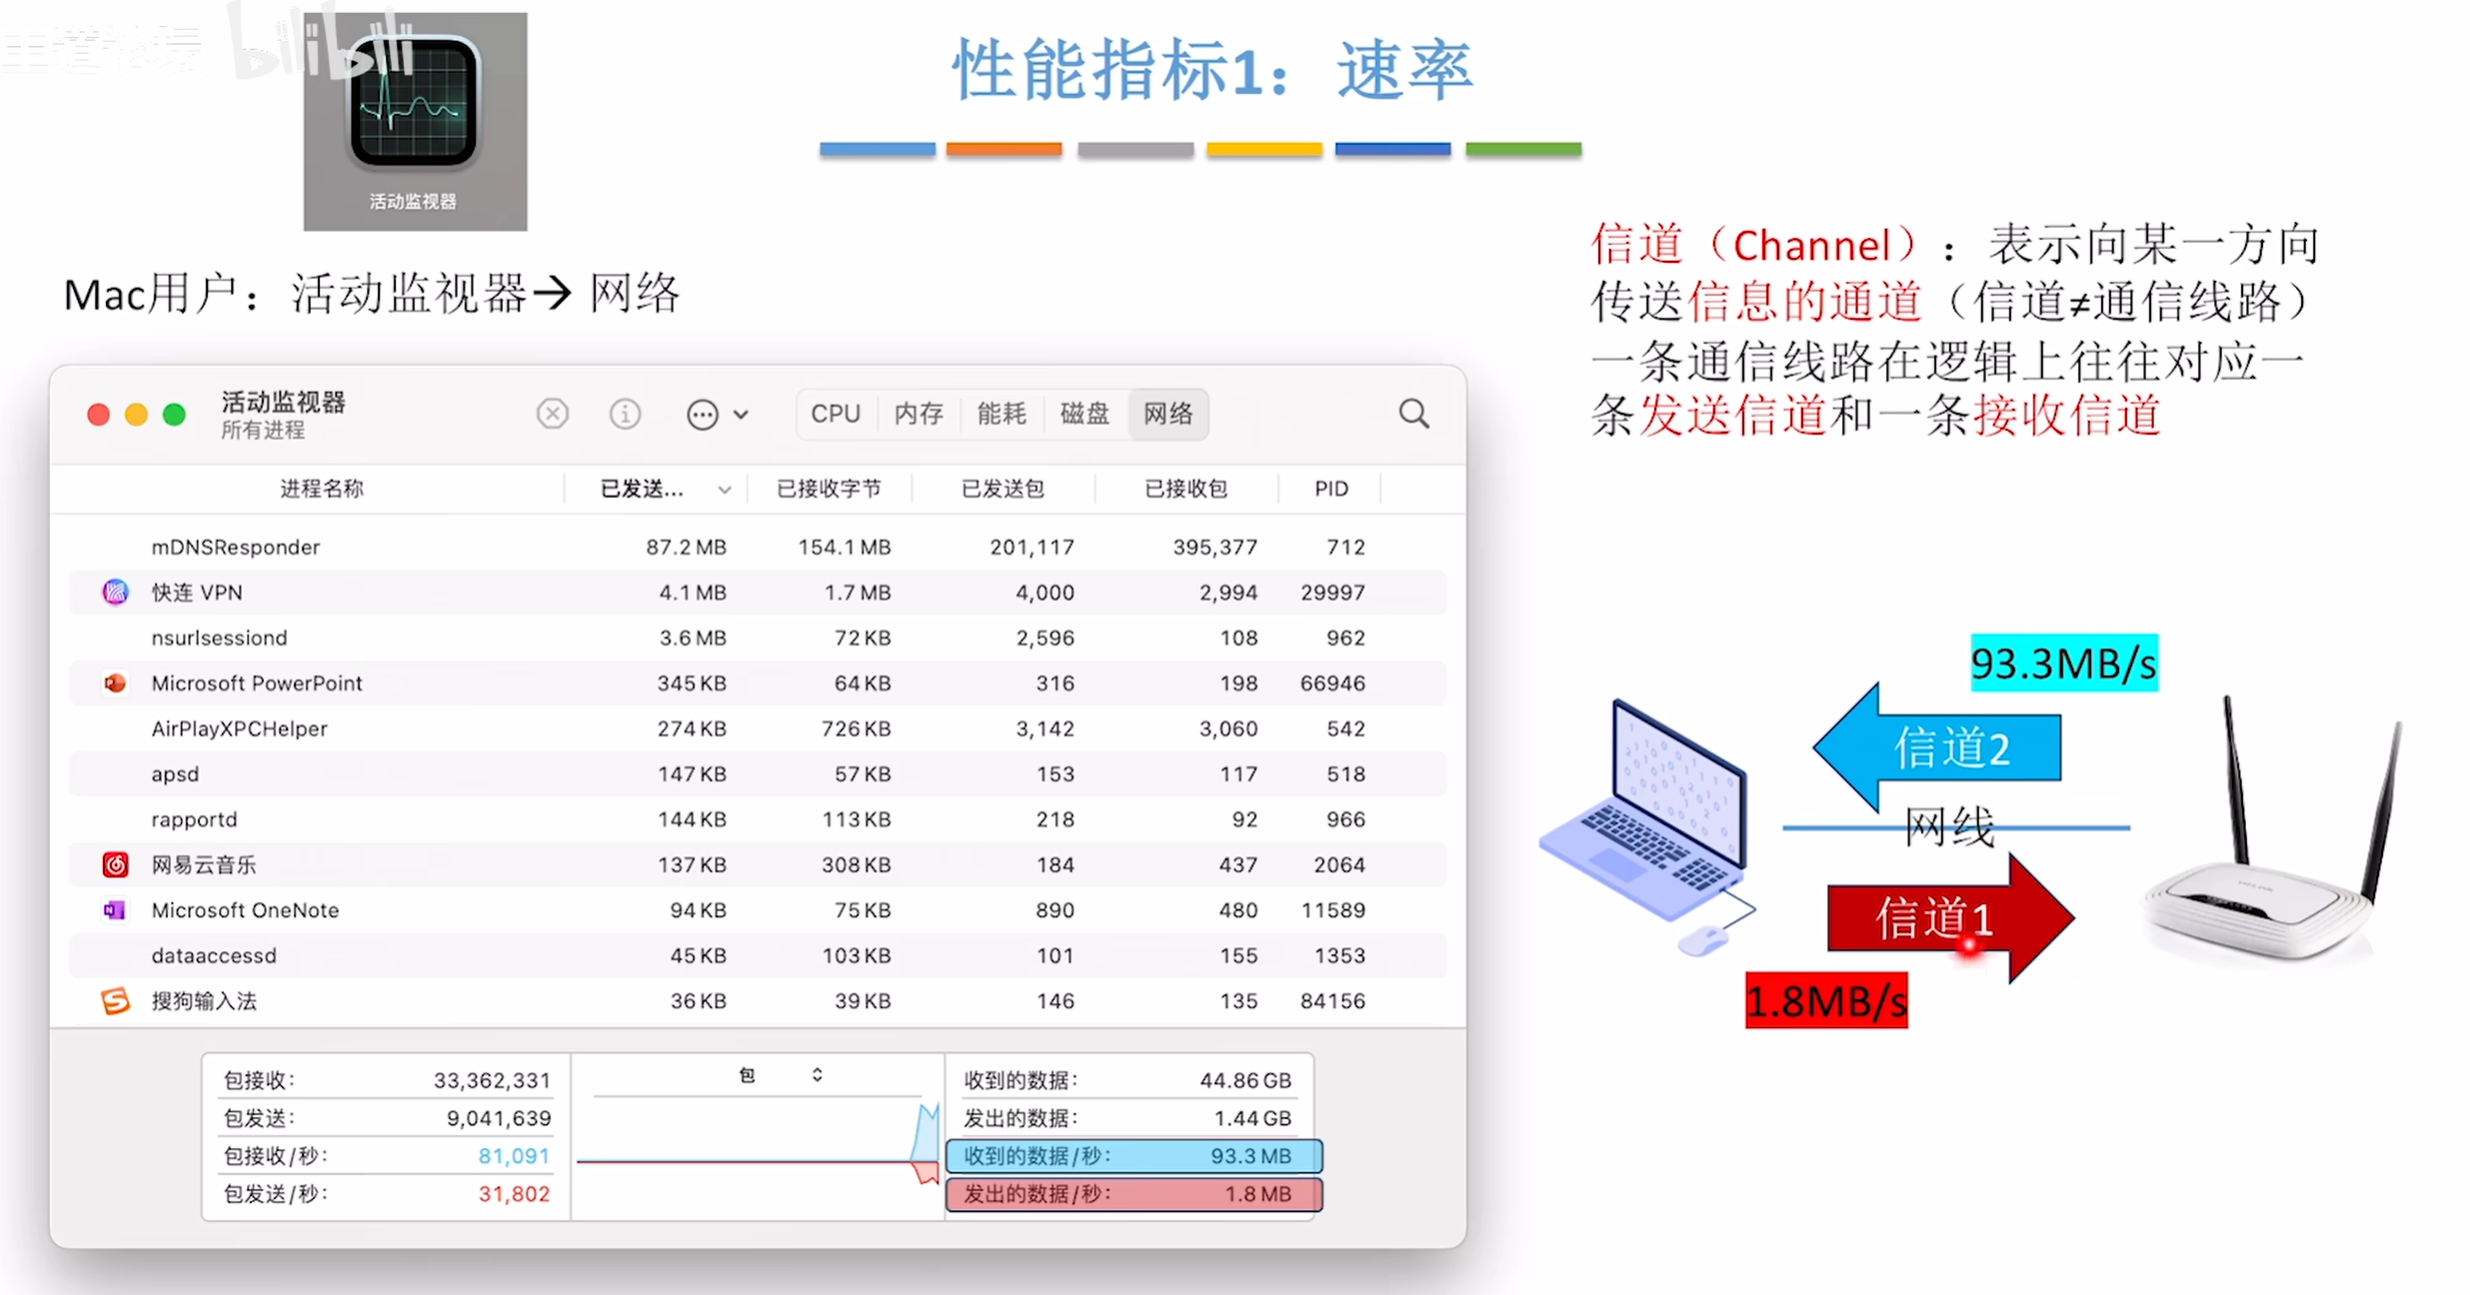 王道论坛
bilibili
性能指标1：速率
活动监视器
Mac用户：活动监视器→ 网络
信道（Channel）：表示向某一方向
传送信息的通道（信道≠通信线路）
一条通信线路在逻辑上往往对应一
条发送信道和一条接收信道
活动监视器
所有进程
CPU 内存 能耗 磁盘 网络
进程名称 已发送... 已接收字节 已发送包 已接收包 PID
mDNSResponder 87.2 MB 154.1 MB 201,117 395,377 712
快连 VPN 4.1 MB 1.7 MB 4,000 2,994 29997
nsurlsessiond 3.6 MB 72 KB 2,596 108 962
Microsoft PowerPoint 345 KB 64 KB 316 198 66946
AirPlayXPCHelper 274 KB 726 KB 3,142 3,060 542
apsd 147 KB 57 KB 153 117 518
rapportd 144 KB 113 KB 218 92 966
网易云音乐 137 KB 308 KB 184 437 2064
Microsoft OneNote 94 KB 75 KB 890 480 11589
dataaccessd 45 KB 103 KB 101 155 1353
搜狗输入法 36 KB 39 KB 146 135 84156
包接收： 33,362,331
包发送： 9,041,639
包接收/秒： 81,091
包发送/秒： 31,802
包
收到的数据： 44.86 GB
发出的数据： 1.44 GB
收到的数据/秒： 93.3 MB
发出的数据/秒： 1.8 MB
93.3MB/s
信道2
网线
信道1
1.8MB/s